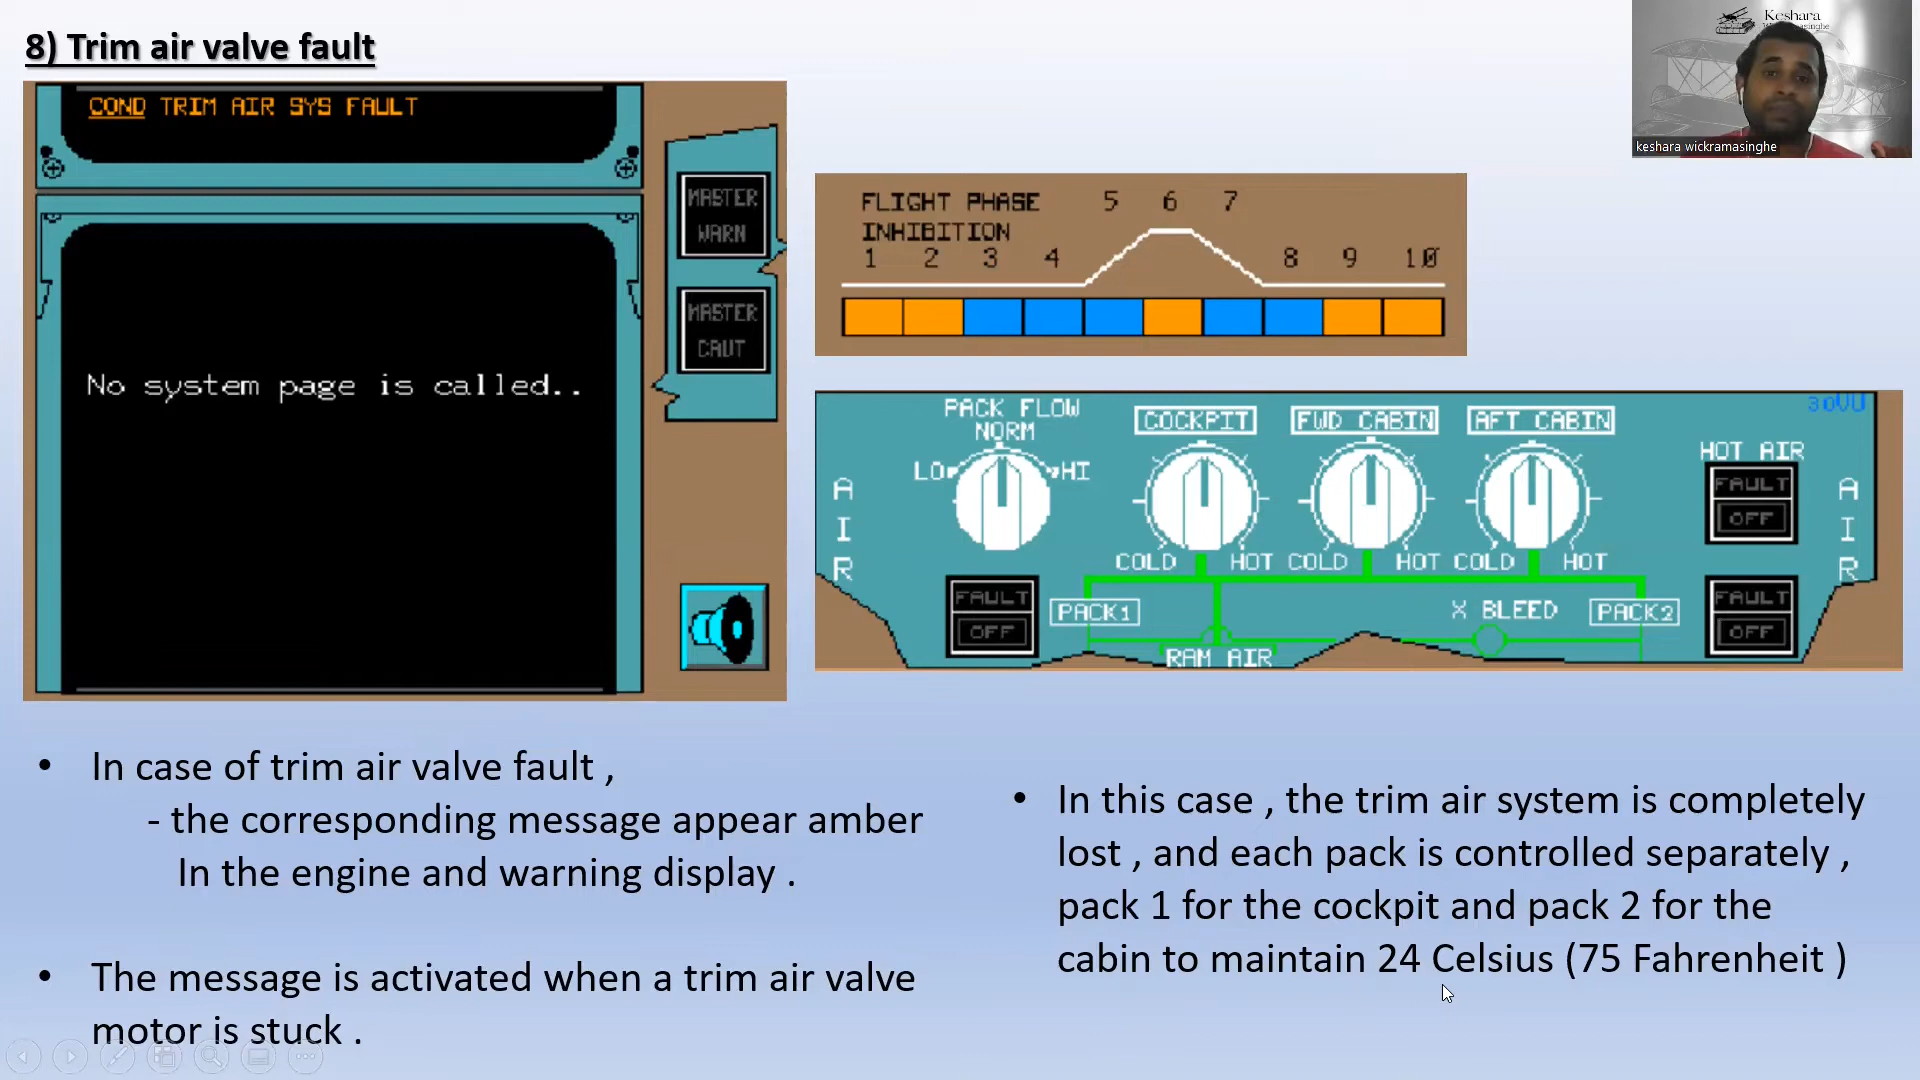 8) Trim air valve fault
Keshara
Wickramasinghe
keshara wickramasinghe
COND TRIM AIR SYS FAULT
MASTER
WARN
MASTER
CAUT
No system page is called..
FLIGHT PHASE 5 6 7
INHIBITION
1 2 3 4 8 9 10
30VU
PACK FLOW
NORM
LO HI
COCKPIT FWD CABIN AFT CABIN
HOT AIR
FAULT
OFF
AIR
AIR
COLD HOT COLD HOT COLD HOT
FAULT
OFF
PACK1
X BLEED
PACK2
FAULT
OFF
RAM AIR
• In case of trim air valve fault ,
- the corresponding message appear amber
In the engine and warning display .
• The message is activated when a trim air valve
motor is stuck .
• In this case , the trim air system is completely
lost , and each pack is controlled separately ,
pack 1 for the cockpit and pack 2 for the
cabin to maintain 24 Celsius (75 Fahrenheit )